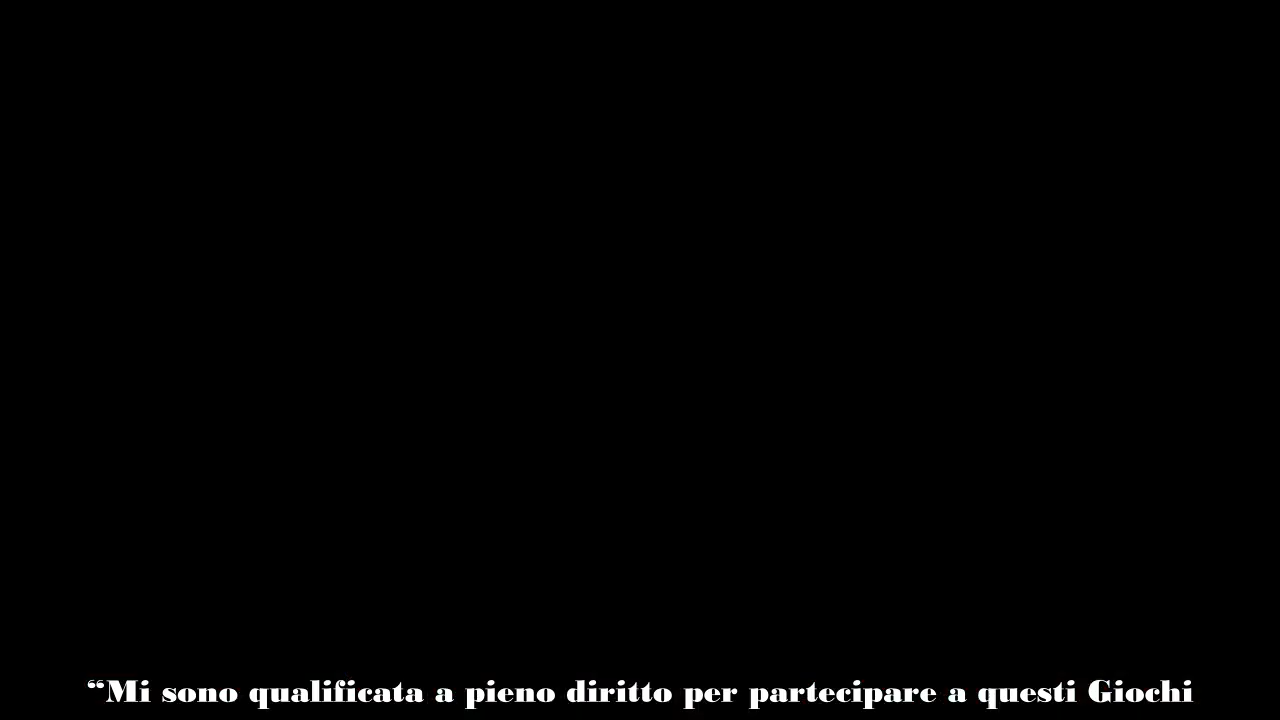 “Mi sono qualificata a pieno diritto per partecipare a questi Giochi